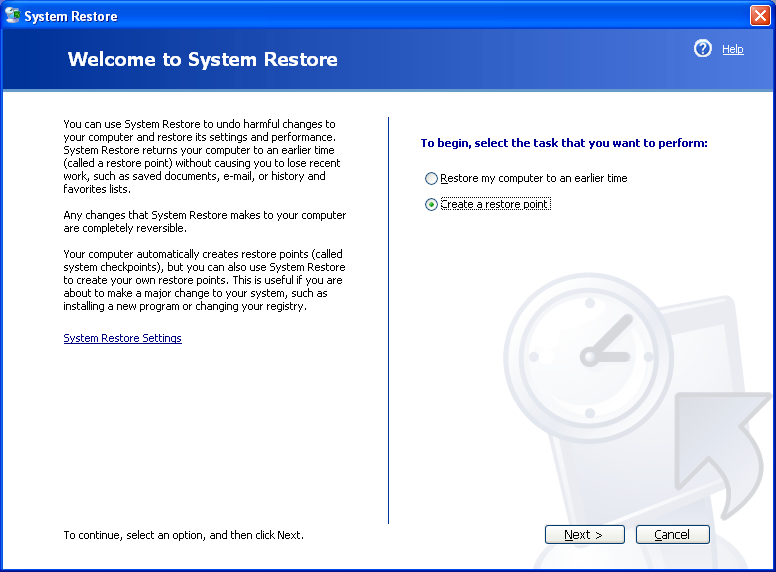 System Restore
Welcome to System Restore
Help
You can use System Restore to undo harmful changes to
your computer and restore its settings and performance.
System Restore returns your computer to an earlier time
(called a restore point) without causing you to lose recent
work, such as saved documents, e-mail, or history and
favorites lists.
Any changes that System Restore makes to your computer
are completely reversible.
Your computer automatically creates restore points (called
system checkpoints), but you can also use System Restore
to create your own restore points. This is useful if you are
about to make a major change to your system, such as
installing a new program or changing your registry.
System Restore Settings
To begin, select the task that you want to perform:
Restore my computer to an earlier time
Create a restore point
To continue, select an option, and then click Next.
Next >
Cancel